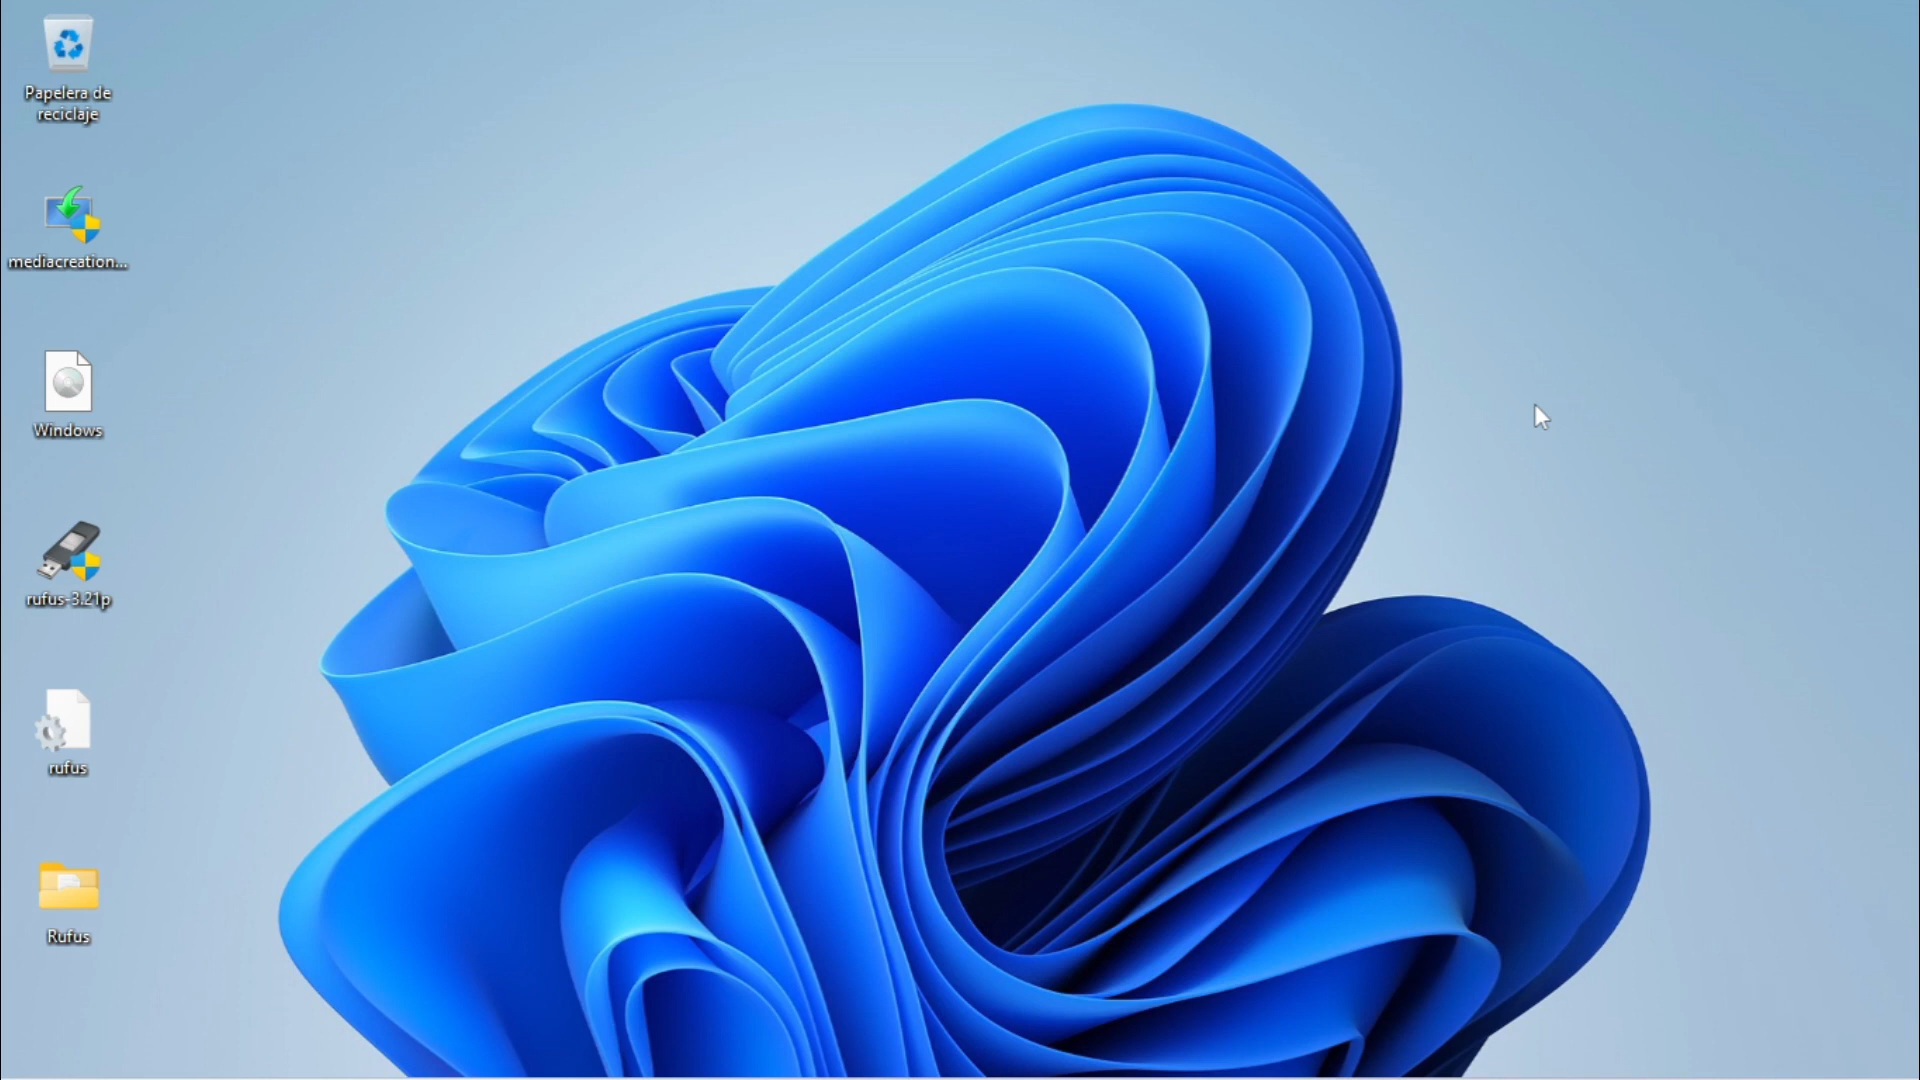 Papelera de
reciclaje
mediacreation...
Windows
rufus-3.21p
rufus
Rufus